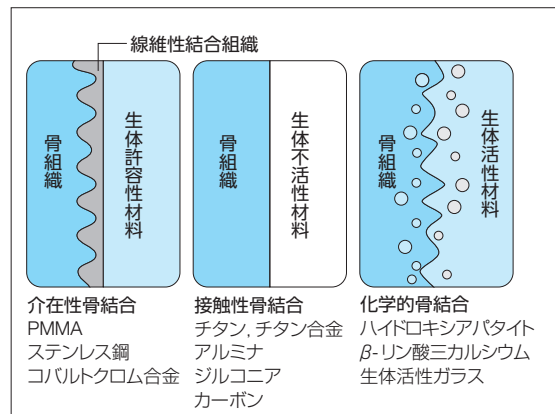 線維性結合組織
骨組織
生体許容性材料
骨組織
生体不活性材料
骨組織
生体活性材料
介在性骨結合
PMMA
ステンレス鋼
コバルトクロム合金
接触性骨結合
チタン，チタン合金
アルミナ
ジルコニア
カーボン
化学的骨結合
ハイドロキシアパタイト
β-リン酸三カルシウム
生体活性ガラス